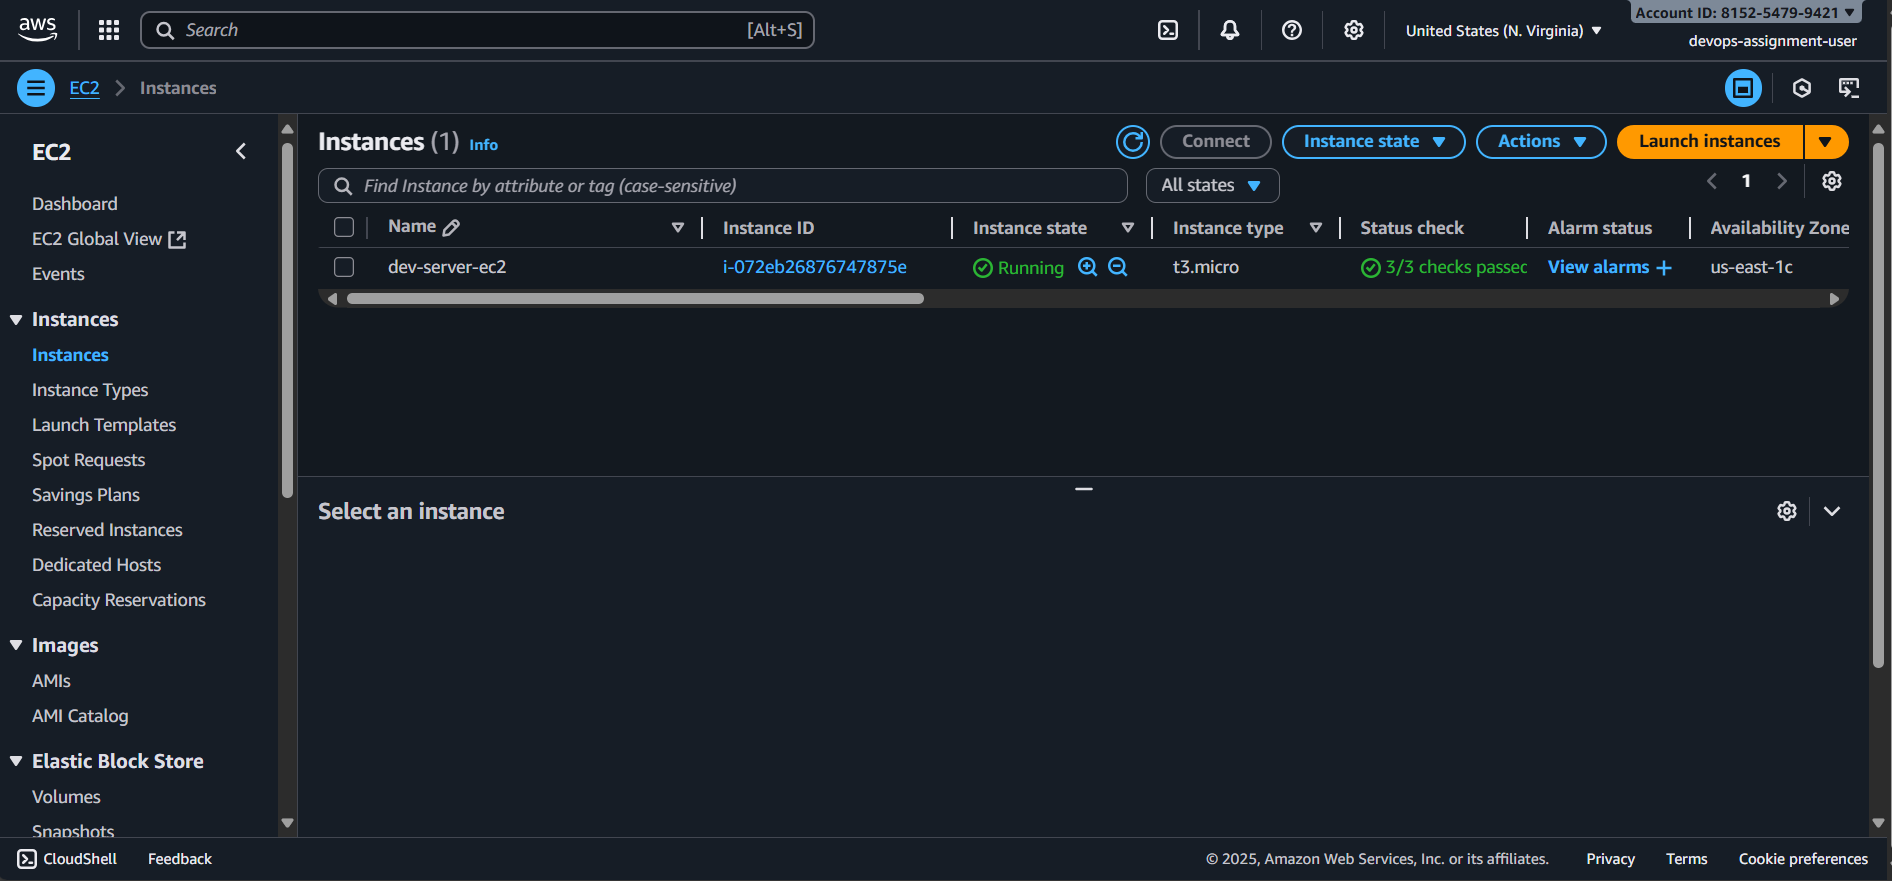 aws
Search [Alt+S]
United States (N. Virginia)
Account ID: 8152-5479-9421
devops-assignment-user
EC2 Instances
EC2
Dashboard
EC2 Global View
Events
Instances
Instances
Instance Types
Launch Templates
Spot Requests
Savings Plans
Reserved Instances
Dedicated Hosts
Capacity Reservations
Images
AMIs
AMI Catalog
Elastic Block Store
Volumes
Snapshots
Instances (1) Info
Connect
Instance state
Actions
Launch instances
Find Instance by attribute or tag (case-sensitive)
All states
1
Name Instance ID Instance state Instance type Status check Alarm status Availability Zone
dev-server-ec2 i-072eb26876747875e Running t3.micro 3/3 checks passec View alarms + us-east-1c
Select an instance
CloudShell Feedback © 2025, Amazon Web Services, Inc. or its affiliates. Privacy Terms Cookie preferences